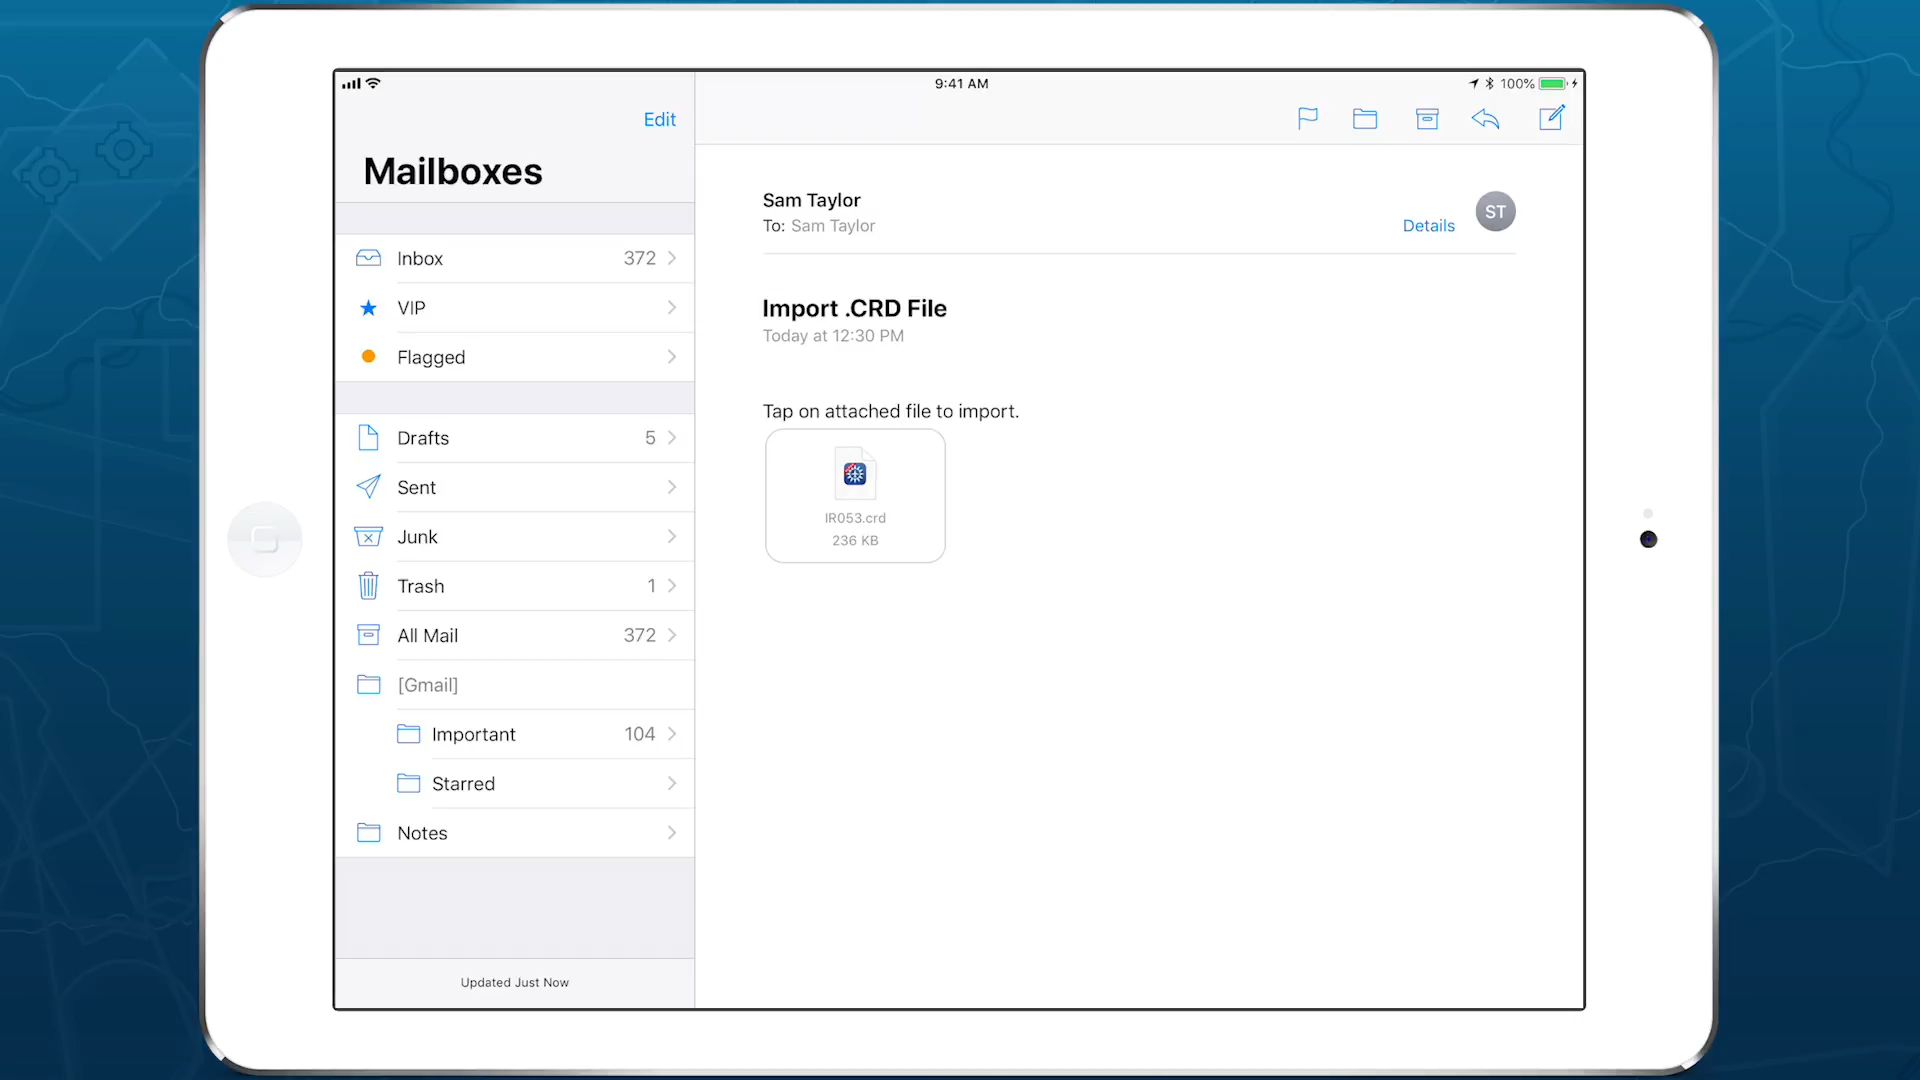 9:41 AM
100%
Edit
Mailboxes
Inbox 372
VIP
Flagged
Drafts 5
Sent
Junk
Trash 1
All Mail 372
[Gmail]
Important 104
Starred
Notes
Updated Just Now
Sam Taylor
To: Sam Taylor
Details
ST
Import .CRD File
Today at 12:30 PM
Tap on attached file to import.
IR053.crd
236 KB